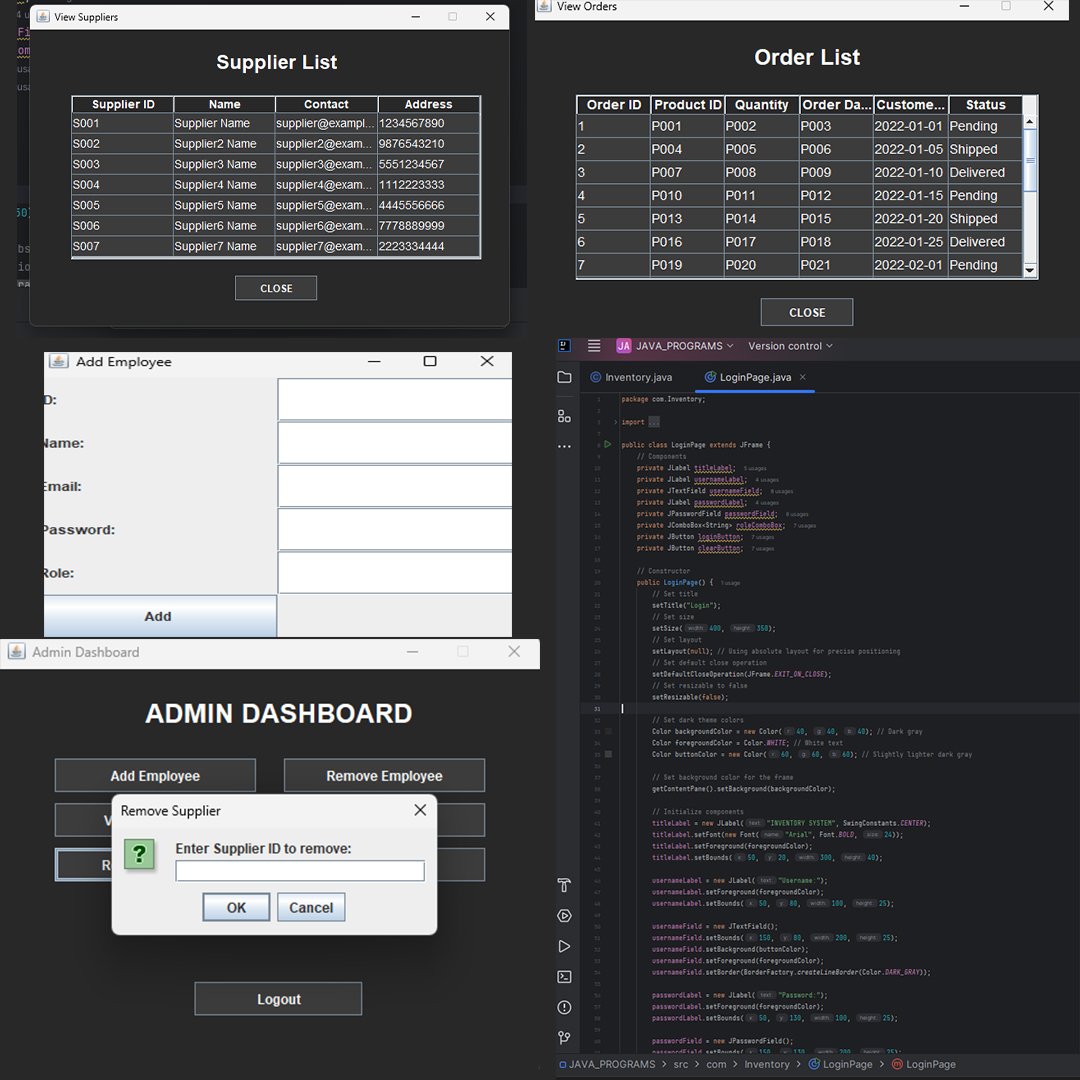 View Suppliers
Supplier List
Supplier ID Name Contact Address
S001 Supplier Name supplier@exampl... 1234567890
S002 Supplier2 Name supplier2@exam... 9876543210
S003 Supplier3 Name supplier3@exam... 5551234567
S004 Supplier4 Name supplier4@exam... 1112223333
S005 Supplier5 Name supplier5@exam... 4445556666
S006 Supplier6 Name supplier6@exam... 7778889999
S007 Supplier7 Name supplier7@exam... 2223334444
CLOSE
View Orders
Order List
Order ID Product ID Quantity Order Da... Custome... Status
1 P001 P002 P003 2022-01-01 Pending
2 P004 P005 P006 2022-01-05 Shipped
3 P007 P008 P009 2022-01-10 Delivered
4 P010 P011 P012 2022-01-15 Pending
5 P013 P014 P015 2022-01-20 Shipped
6 P016 P017 P018 2022-01-25 Delivered
7 P019 P020 P021 2022-02-01 Pending
CLOSE
Add Employee
ID:
Name:
Email:
Password:
Role:
Add
Admin Dashboard
ADMIN DASHBOARD
Add Employee Remove Employee
Remove Supplier
Enter Supplier ID to remove:
OK Cancel
Logout
JA JAVA_PROGRAMS Version control
Inventory.java LoginPage.java
package com.Inventory;
import ...
public class LoginPage extends JFrame {
// Components
private JLabel titleLabel; 5 usages
private JLabel usernameLabel; 4 usages
private JTextField usernameField; 8 usages
private JLabel passwordLabel; 4 usages
private JPasswordField passwordField; 8 usages
private JComboBox<String> roleComboBox; 7 usages
private JButton loginButton; 7 usages
private JButton clearButton; 7 usages
// Constructor
public LoginPage() { 1 usage
// Set title
setTitle("Login");
// Set size
setSize( width: 400, height: 350);
// Set layout
setLayout(null); // Using absolute layout for precise positioning
// Set default close operation
setDefaultCloseOperation(JFrame.EXIT_ON_CLOSE);
// Set resizable to false
setResizable(false);
31
// Set dark theme colors
Color backgroundColor = new Color( r: 40, g: 40, b: 40); // Dark gray
Color foregroundColor = Color.WHITE; // White text
Color buttonColor = new Color( r: 60, g: 60, b: 60); // Slightly lighter dark gray
// Set background color for the frame
getContentPane().setBackground(backgroundColor);
// Initialize components
titleLabel = new JLabel( text: "INVENTORY SYSTEM", SwingConstants.CENTER);
titleLabel.setFont(new Font( name: "Arial", Font.BOLD, size: 24));
titleLabel.setForeground(foregroundColor);
titleLabel.setBounds( x: 50, y: 20, width: 300, height: 40);
usernameLabel = new JLabel( text: "Username:");
usernameLabel.setForeground(foregroundColor);
usernameLabel.setBounds( x: 50, y: 80, width: 100, height: 25);
usernameField = new JTextField();
usernameField.setBounds( x: 150, y: 80, width: 200, height: 25);
usernameField.setBackground(buttonColor);
usernameField.setForeground(foregroundColor);
usernameField.setBorder(BorderFactory.createLineBorder(Color.DARK_GRAY));
passwordLabel = new JLabel( text: "Password:");
passwordLabel.setForeground(foregroundColor);
passwordLabel.setBounds( x: 50, y: 130, width: 100, height: 25);
passwordField = new JPasswordField();
passwordField.setBounds( x: 150, y: 130, width: 200, height: 25);
JAVA_PROGRAMS > src > com > Inventory > LoginPage > LoginPage